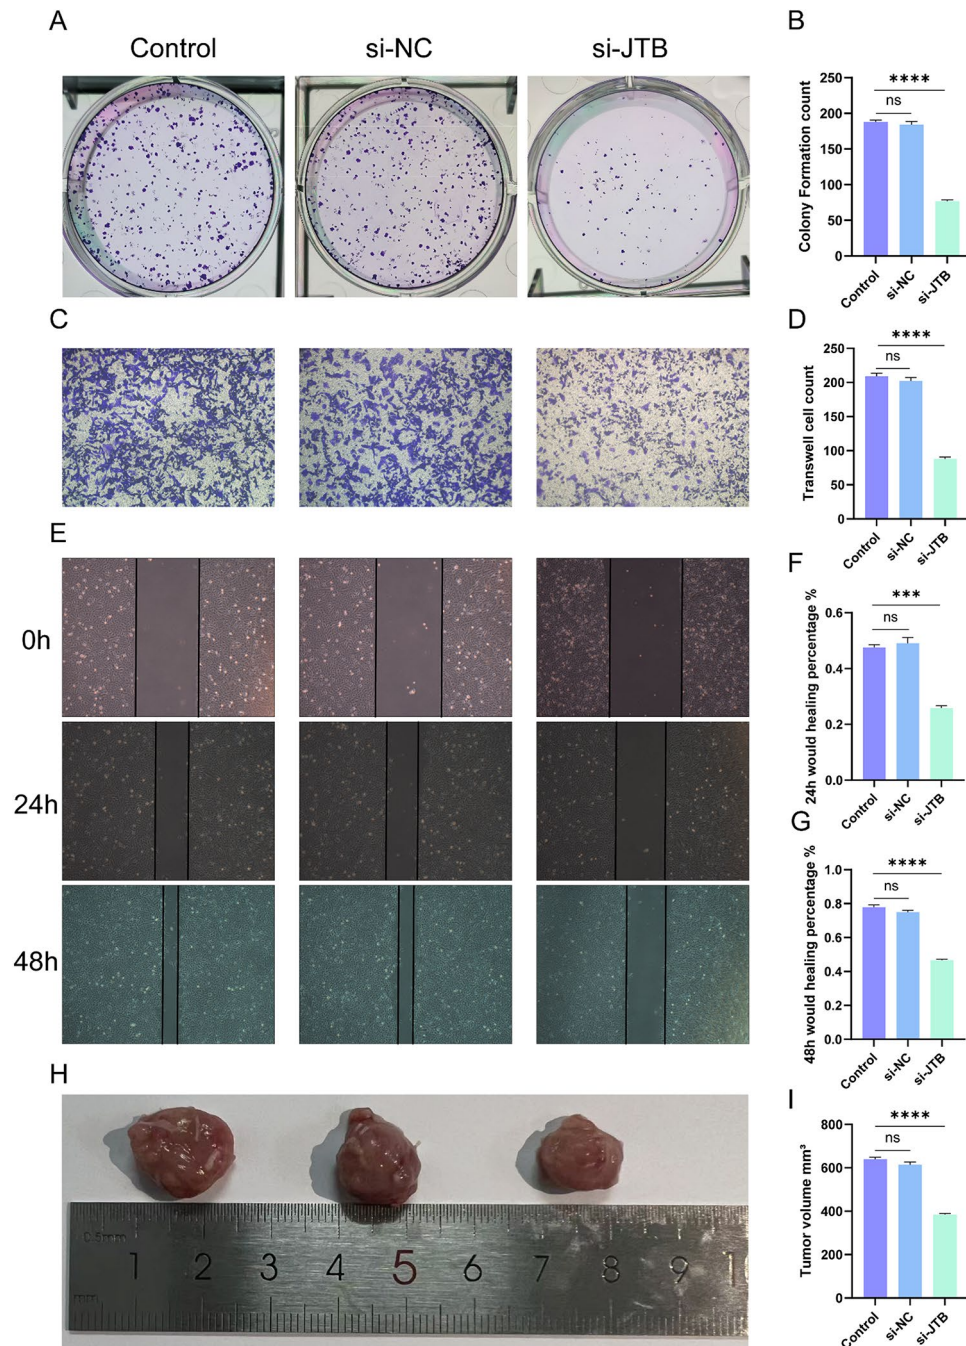 A
Control
si-NC
si-JTB
B
Colony Formation count
250
200
150
100
50
0
ns
****
Control
si-NC
si-JTB
C
D
Transwell cell count
250
200
150
100
50
0
ns
****
Control
si-NC
si-JTB
E
0h
24h
48h
F
24h would healing percentage %
0.6
0.4
0.2
0.0
ns
***
Control
si-NC
si-JTB
G
48h would healing percentage %
1.0
0.8
0.6
0.4
0.2
0.0
ns
****
Control
si-NC
si-JTB
H
0.5mm
1 2 3 4 5 6 7 8 9
mm
I
Tumor volume mm³
800
600
400
200
0
ns
****
Control
si-NC
si-JTB